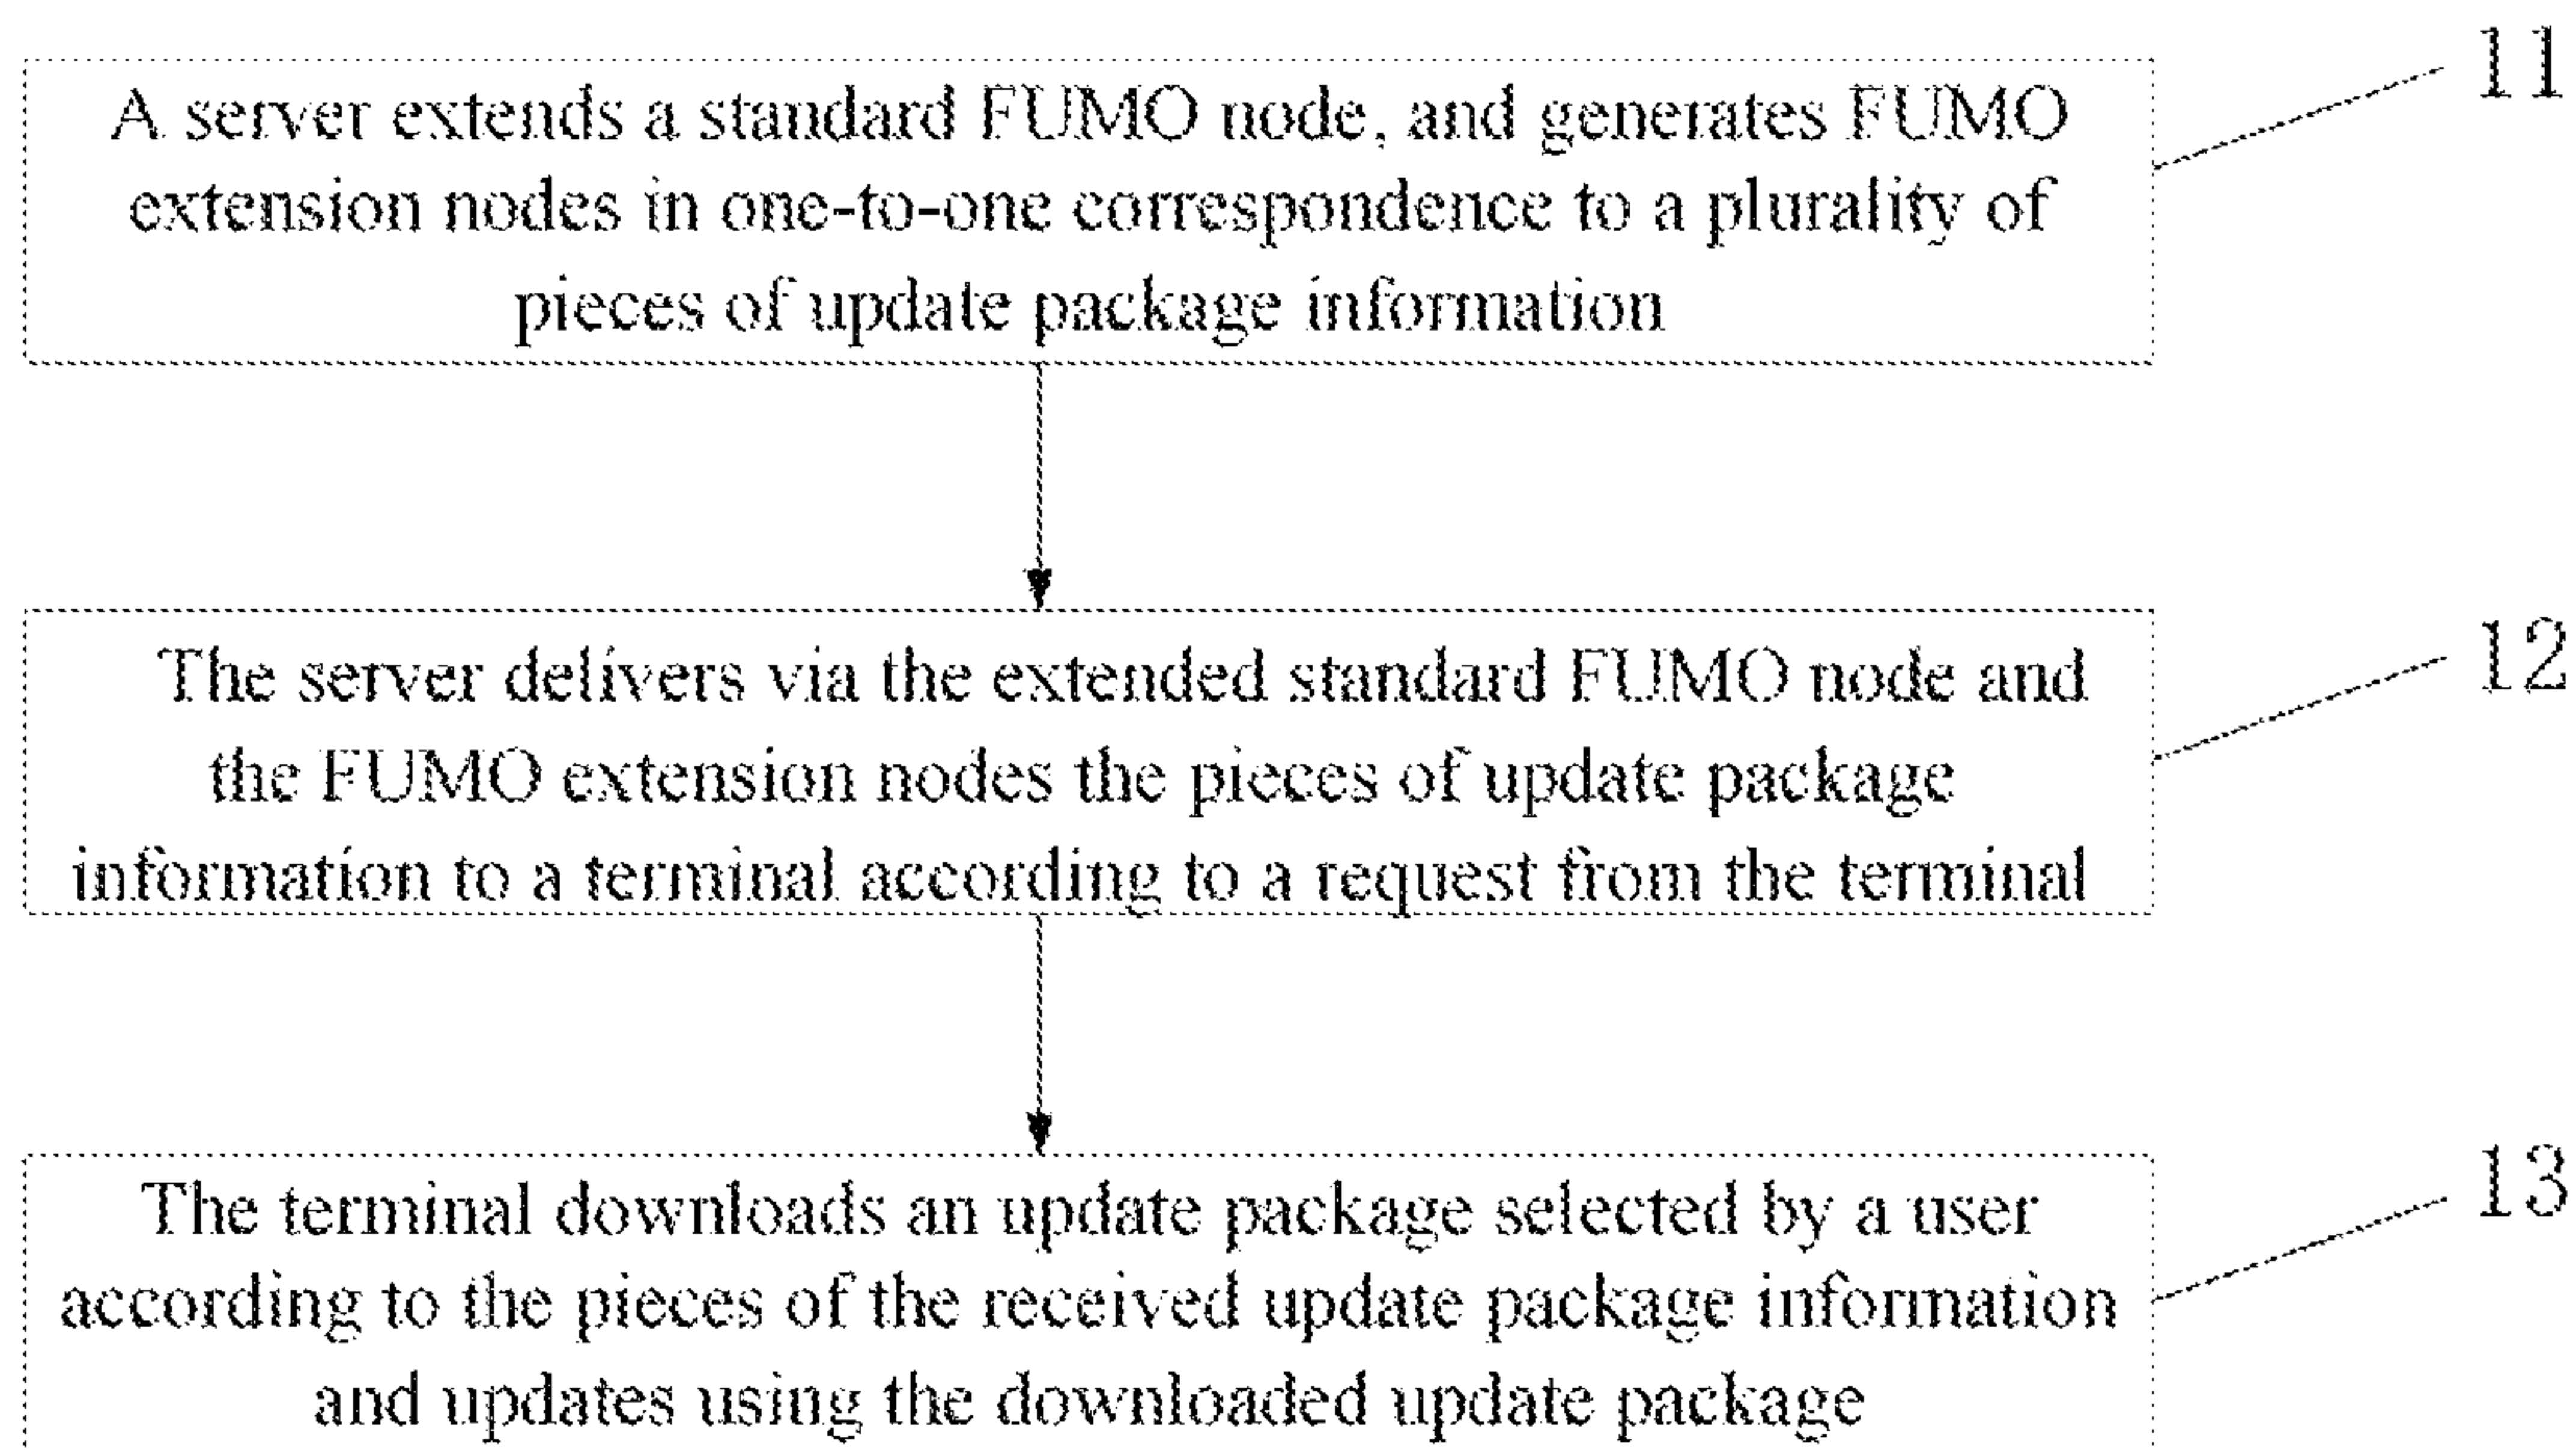 A server extends a standard FUMO node, and generates FUMO
extension nodes in one-to-one correspondence to a plurality of
pieces of update package information
11
The server delivers via the extended standard FUMO node and
the FUMO extension nodes the pieces of update package
information to a terminal according to a request from the terminal
12
The terminal downloads an update package selected by a user
according to the pieces of the received update package information
and updates using the downloaded update package
13